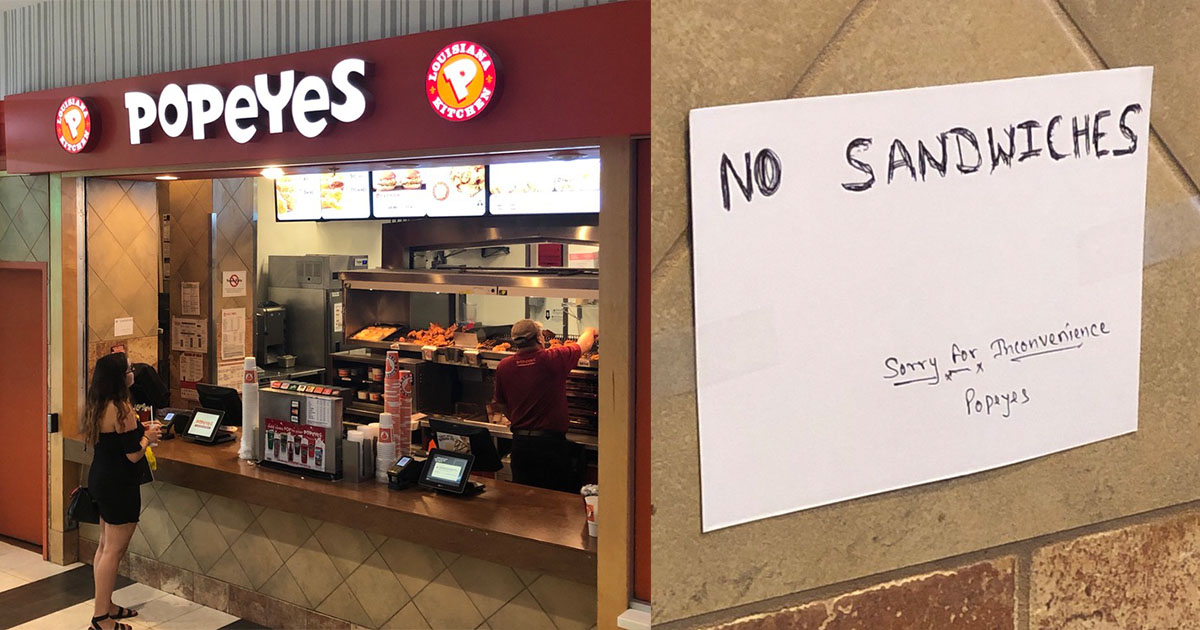 POPEYES
LOUISIANA
P
KITCHEN
LOUISIANA
P
KITCHEN
NO SANDWICHES
Sorry for Inconvenience
Popeyes